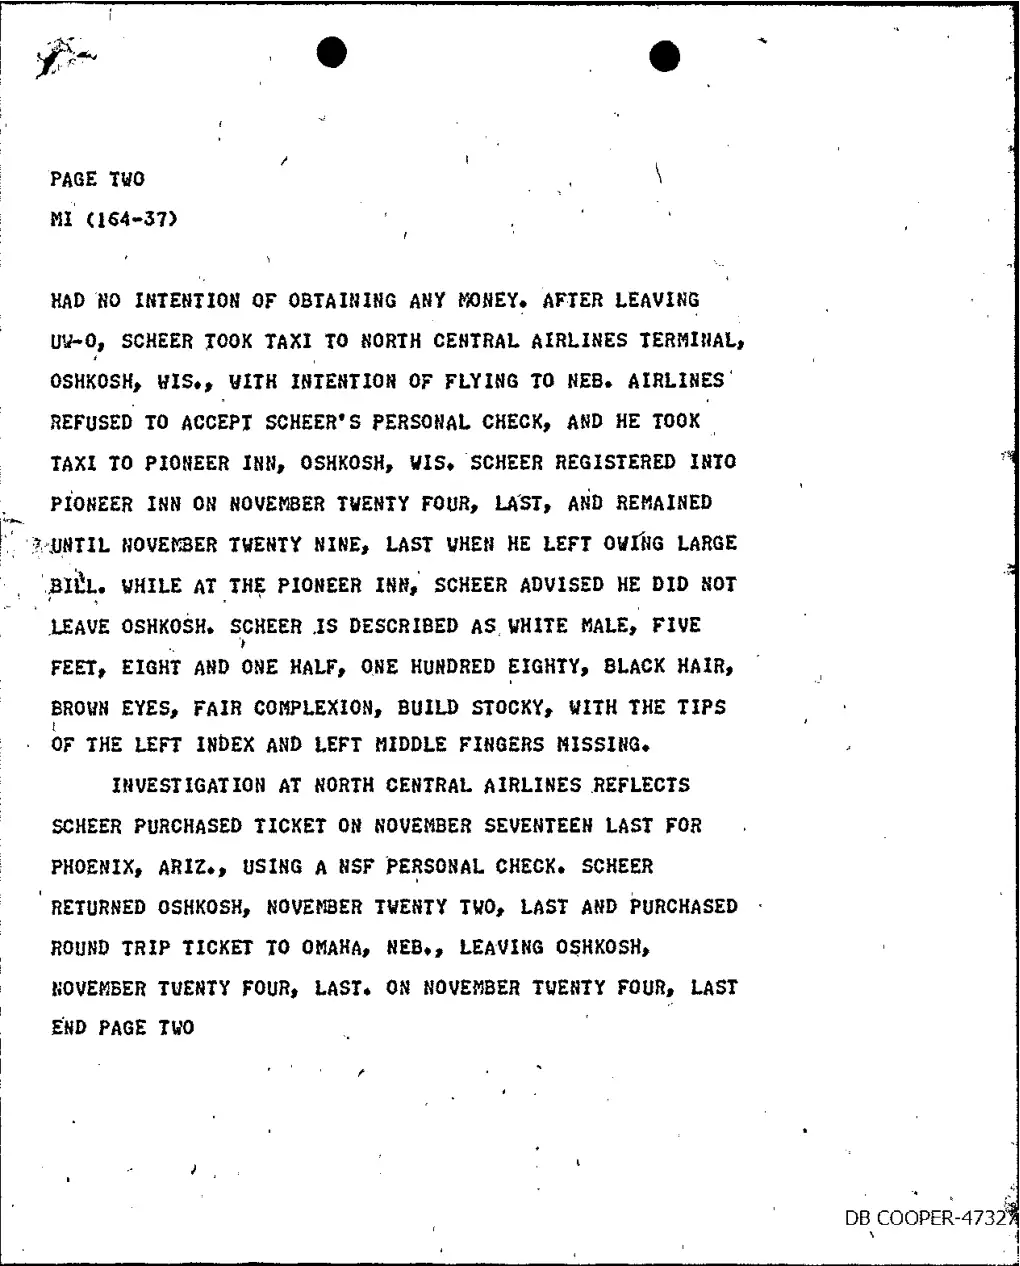 PAGE TWO
MI (164-37)
HAD NO INTENTION OF OBTAINING ANY MONEY. AFTER LEAVING
UW-O, SCHEER TOOK TAXI TO NORTH CENTRAL AIRLINES TERMINAL,
OSHKOSH, WIS., WITH INTENTION OF FLYING TO NEB. AIRLINES
REFUSED TO ACCEPT SCHEER'S PERSONAL CHECK, AND HE TOOK
TAXI TO PIONEER INN, OSHKOSH, WIS. SCHEER REGISTERED INTO
PIONEER INN ON NOVEMBER TWENTY FOUR, LAST, AND REMAINED
UNTIL NOVEMBER TWENTY NINE, LAST WHEN HE LEFT OWING LARGE
BILL. WHILE AT THE PIONEER INN, SCHEER ADVISED HE DID NOT
LEAVE OSHKOSH. SCHEER IS DESCRIBED AS WHITE MALE, FIVE
FEET, EIGHT AND ONE HALF, ONE HUNDRED EIGHTY, BLACK HAIR,
BROWN EYES, FAIR COMPLEXION, BUILD STOCKY, WITH THE TIPS
OF THE LEFT INDEX AND LEFT MIDDLE FINGERS MISSING.
INVESTIGATION AT NORTH CENTRAL AIRLINES REFLECTS
SCHEER PURCHASED TICKET ON NOVEMBER SEVENTEEN LAST FOR
PHOENIX, ARIZ., USING A NSF PERSONAL CHECK. SCHEER
RETURNED OSHKOSH, NOVEMBER TWENTY TWO, LAST AND PURCHASED
ROUND TRIP TICKET TO OMAHA, NEB., LEAVING OSHKOSH,
NOVEMBER TWENTY FOUR, LAST. ON NOVEMBER TWENTY FOUR, LAST
END PAGE TWO
DB COOPER-47327